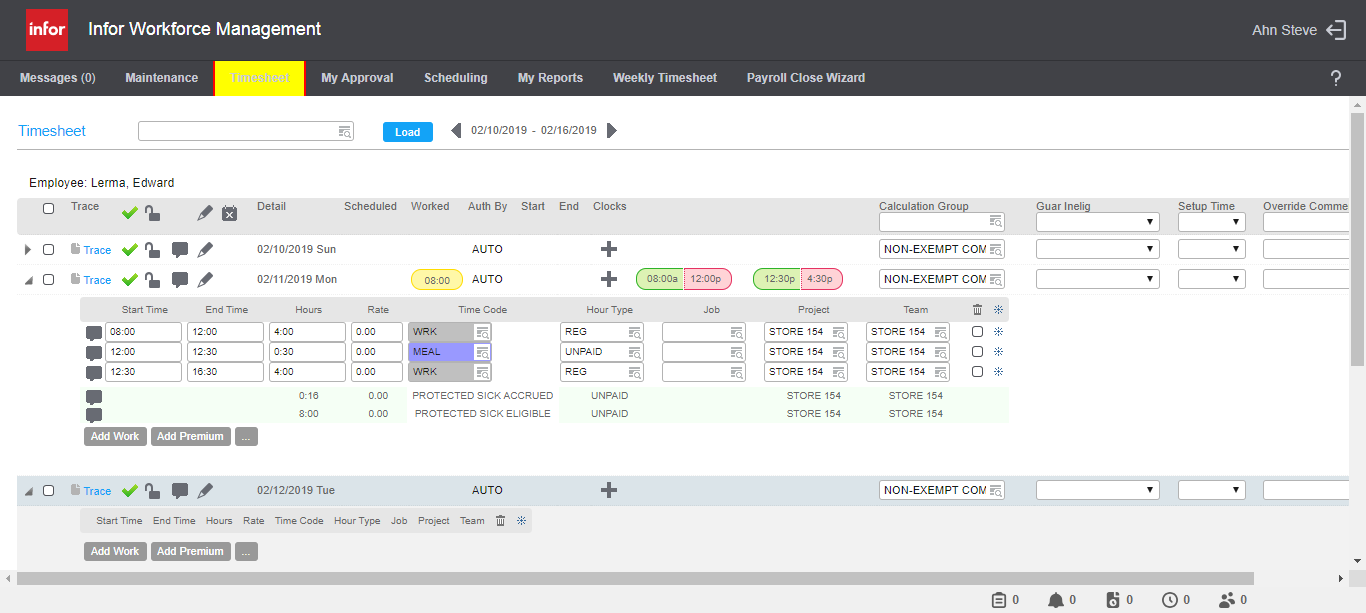 infor Infor Workforce Management Ahn Steve
Messages (0) Maintenance Timesheet My Approval Scheduling My Reports Weekly Timesheet Payroll Close Wizard ?
Timesheet Load 02/10/2019 - 02/16/2019
Employee: Lerma, Edward
Trace Detail Scheduled Worked Auth By Start End Clocks Calculation Group Guar Inelig Setup Time Override Comme
Trace 02/10/2019 Sun AUTO NON-EXEMPT COM
Trace 02/11/2019 Mon 08:00 AUTO 08:00a 12:00p 12:30p 4:30p NON-EXEMPT COM
Start Time End Time Hours Rate Time Code Hour Type Job Project Team
08:00 12:00 4:00 0.00 WRK REG STORE 154 STORE 154
12:00 12:30 0:30 0.00 MEAL UNPAID STORE 154 STORE 154
12:30 16:30 4:00 0.00 WRK REG STORE 154 STORE 154
0:16 0.00 PROTECTED SICK ACCRUED UNPAID STORE 154 STORE 154
8:00 0.00 PROTECTED SICK ELIGIBLE UNPAID STORE 154 STORE 154
Add Work Add Premium ...
Trace 02/12/2019 Tue AUTO NON-EXEMPT COM
Start Time End Time Hours Rate Time Code Hour Type Job Project Team
Add Work Add Premium ...
0 0 0 0 0